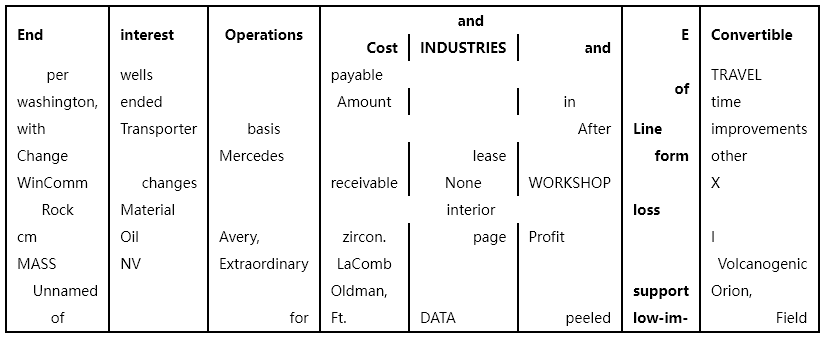 and
End interest Operations Cost INDUSTRIES and E Convertible
per wells payable of TRAVEL
washington, ended Amount in time
with Transporter basis After Line improvements
Change Mercedes lease form other
WinComm changes receivable None WORKSHOP X
Rock Material interior loss
cm Oil Avery, zircon. page Profit I
MASS NV Extraordinary LaComb Volcanogenic
Unnamed Oldman, support Orion,
of for Ft. DATA peeled low-im- Field